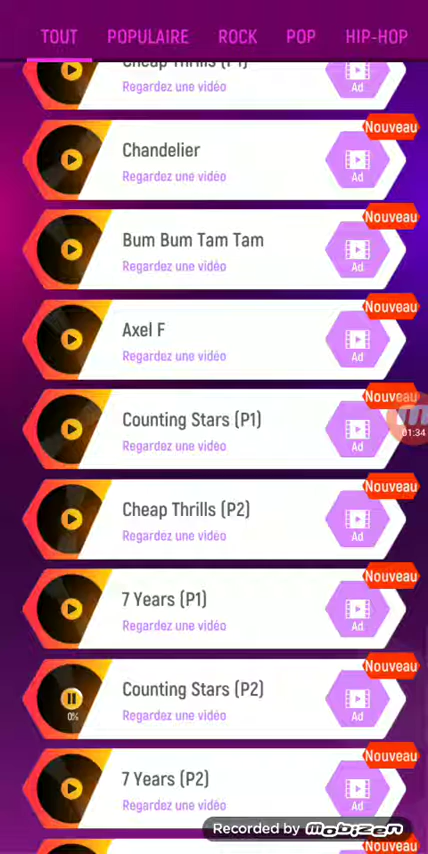 TOUT POPULAIRE ROCK POP HIP-HOP
Cheap Thrills (P1)
Regardez une vidéo
Ad
Nouveau
Chandelier
Regardez une vidéo
Ad
Nouveau
Bum Bum Tam Tam
Regardez une vidéo
Ad
Nouveau
Axel F
Regardez une vidéo
Ad
Nouveau
Counting Stars (P1)
Regardez une vidéo
Ad
01:34
Nouveau
Cheap Thrills (P2)
Regardez une vidéo
Ad
Nouveau
7 Years (P1)
Regardez une vidéo
Ad
Nouveau
Counting Stars (P2)
0%
Regardez une vidéo
Ad
Nouveau
7 Years (P2)
Regardez une vidéo
Ad
Recorded by mobizen
Nouveau